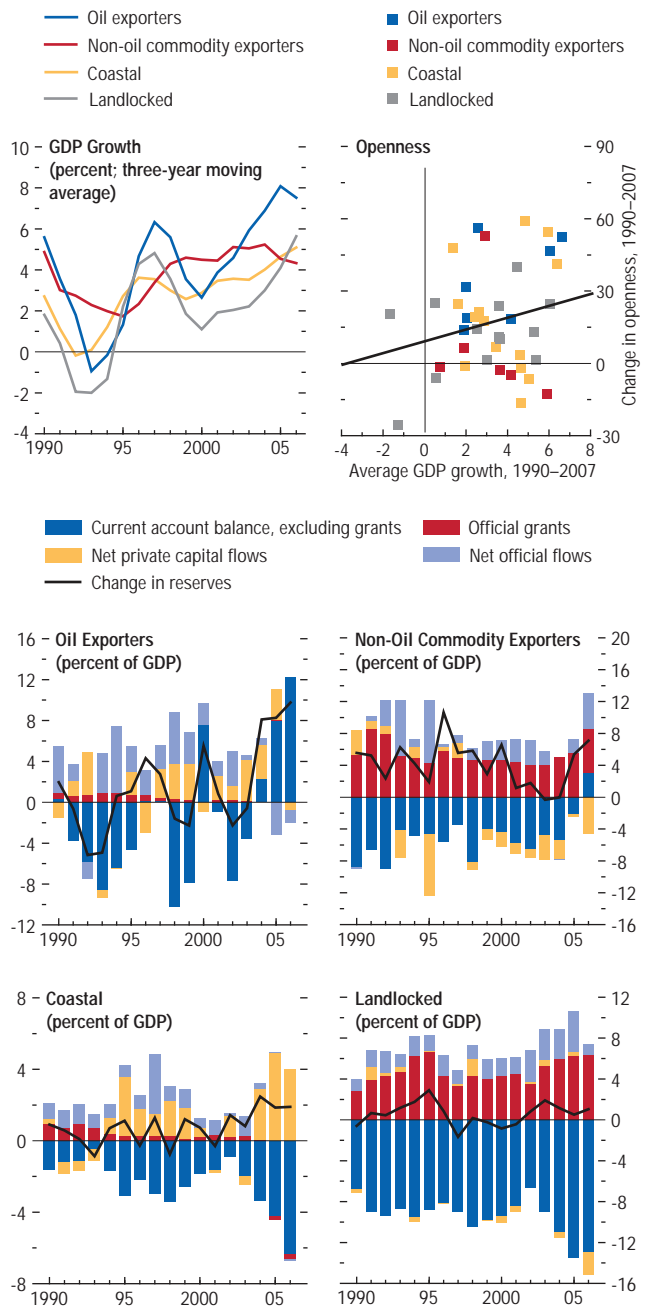 Oil exporters
Non-oil commodity exporters
Coastal
Landlocked
Oil exporters
Non-oil commodity exporters
Coastal
Landlocked
GDP Growth
(percent; three-year moving
average)
10
8
6
4
2
0
-2
-4
1990 95 2000 05
Openness
90
60
30
0
-30
Change in openness, 1990–2007
-4 -2 0 2 4 6 8
Average GDP growth, 1990–2007
Current account balance, excluding grants
Official grants
Net private capital flows
Net official flows
Change in reserves
Oil Exporters
(percent of GDP)
16
12
8
4
0
-4
-8
-12
1990 95 2000 05
Non-Oil Commodity Exporters
(percent of GDP)
20
16
12
8
4
0
-4
-8
-12
-16
1990 95 2000 05
Coastal
(percent of GDP)
8
4
0
-4
-8
1990 95 2000 05
Landlocked
(percent of GDP)
12
8
4
0
-4
-8
-12
-16
1990 95 2000 05